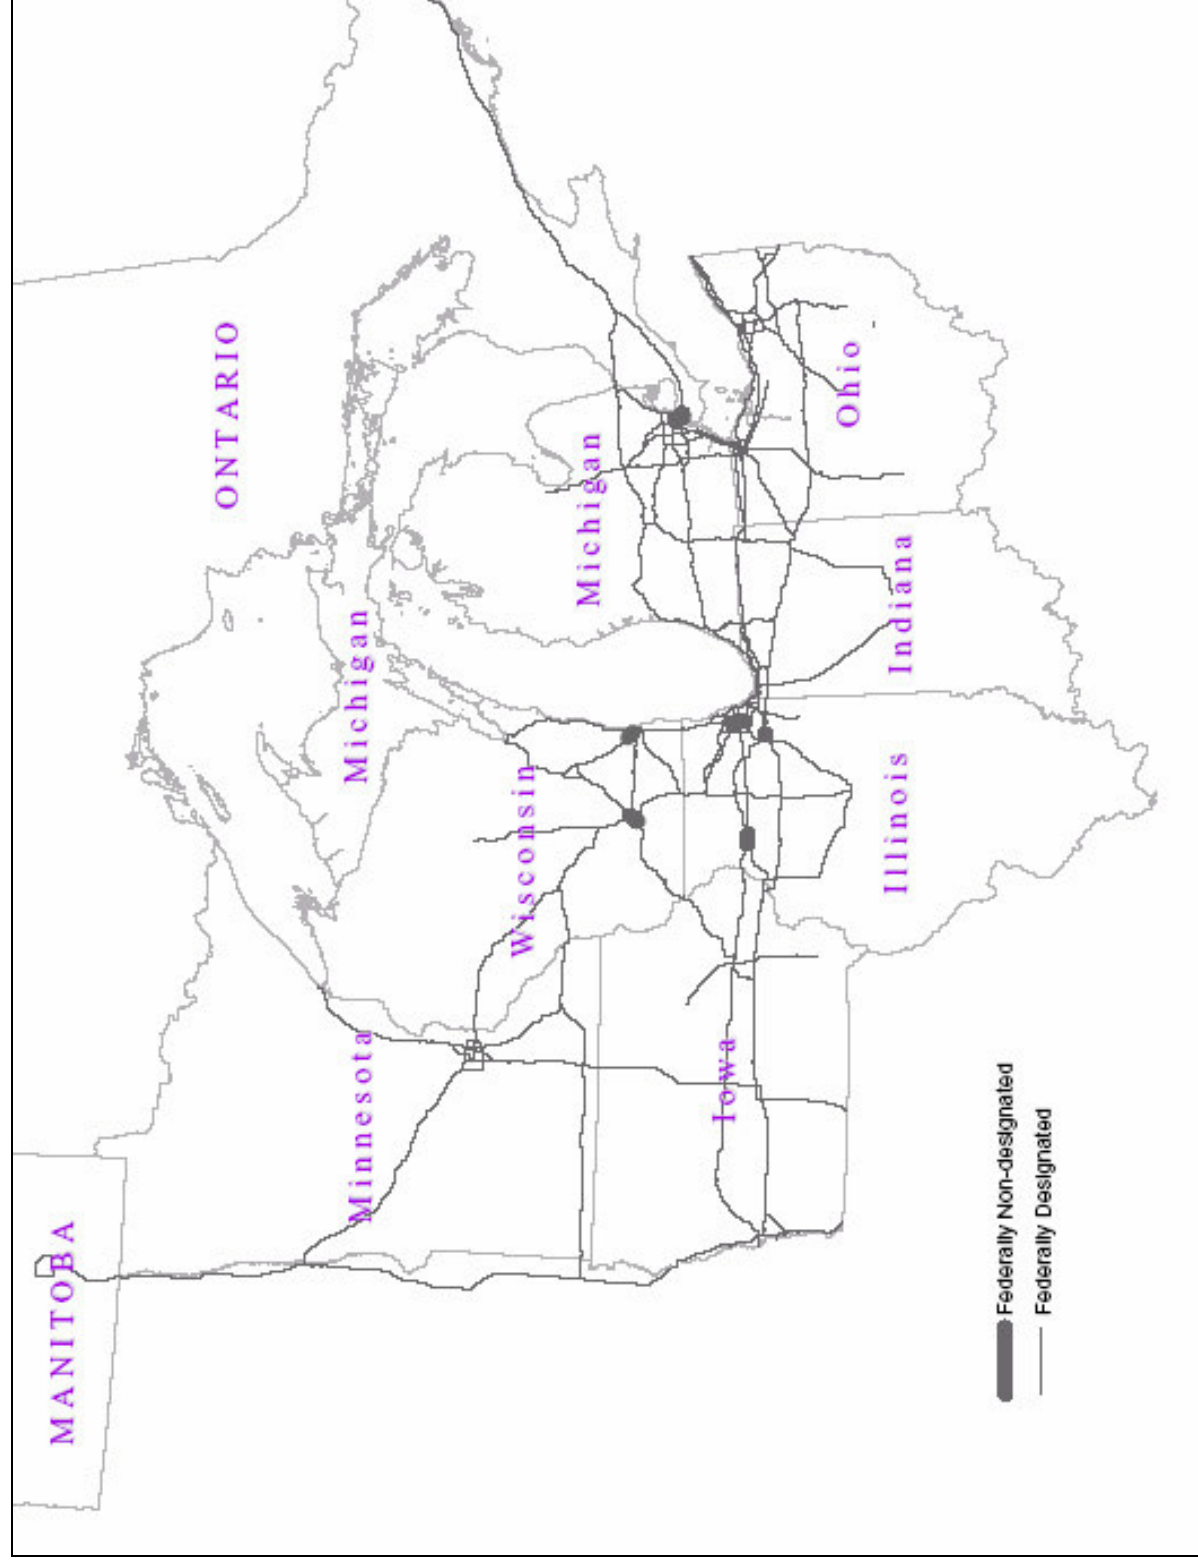 MANITOBA
ONTARIO
Minnesota
Michigan
Wisconsin
Michigan
Iowa
Illinois
Indiana
Ohio
Federally Non-designated
Federally Designated